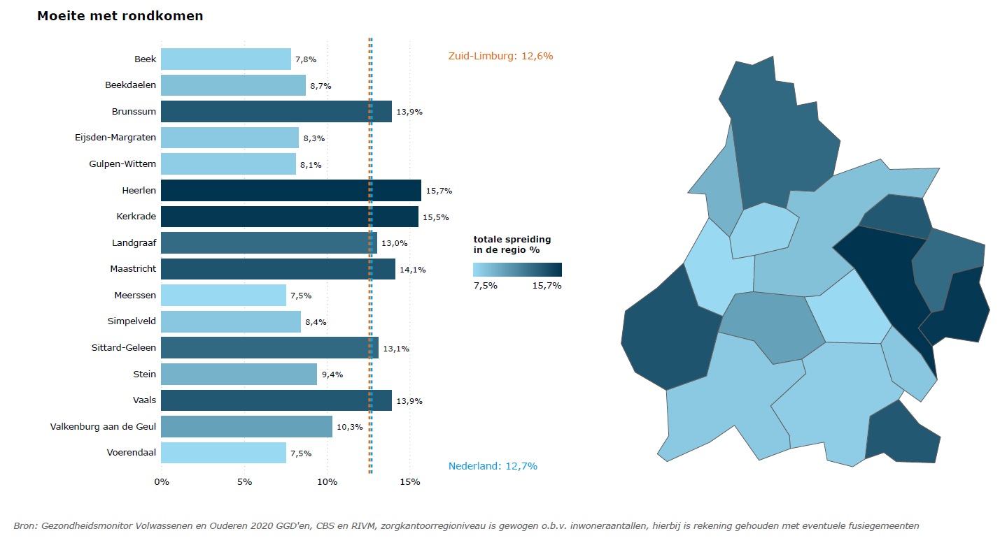 Moeite met rondkomen
Zuid-Limburg: 12,6%
Beek 7,8%
Beekdaelen 8,7%
Brunssum 13,9%
Eijsden-Margraten 8,3%
Gulpen-Wittem 8,1%
Heerlen 15,7%
Kerkrade 15,5%
Landgraaf 13,0%
Maastricht 14,1%
Meerssen 7,5%
Simpelveld 8,4%
Sittard-Geleen 13,1%
Stein 9,4%
Vaals 13,9%
Valkenburg aan de Geul 10,3%
Voerendaal 7,5%
0% 5% 10% 15%
totale spreiding
in de regio %
7,5% 15,7%
Nederland: 12,7%
Bron: Gezondheidsmonitor Volwassenen en Ouderen 2020 GGD'en, CBS en RIVM, zorgkantoorregioniveau is gewogen o.b.v. inwoneraantallen, hierbij is rekening gehouden met eventuele fusiegemeenten